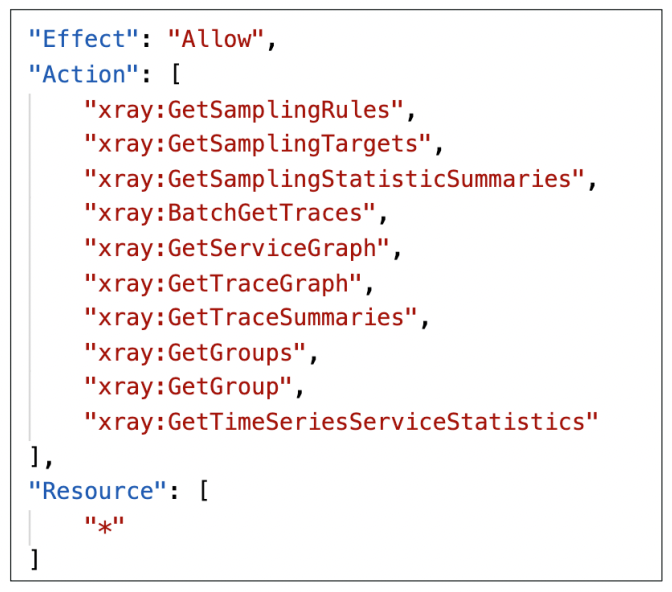 "Effect": "Allow",
"Action": [
"xray:GetSamplingRules",
"xray:GetSamplingTargets",
"xray:GetSamplingStatisticSummaries",
"xray:BatchGetTraces",
"xray:GetServiceGraph",
"xray:GetTraceGraph",
"xray:GetTraceSummaries",
"xray:GetGroups",
"xray:GetGroup",
"xray:GetTimeSeriesServiceStatistics"
],
"Resource": [
"*"
]